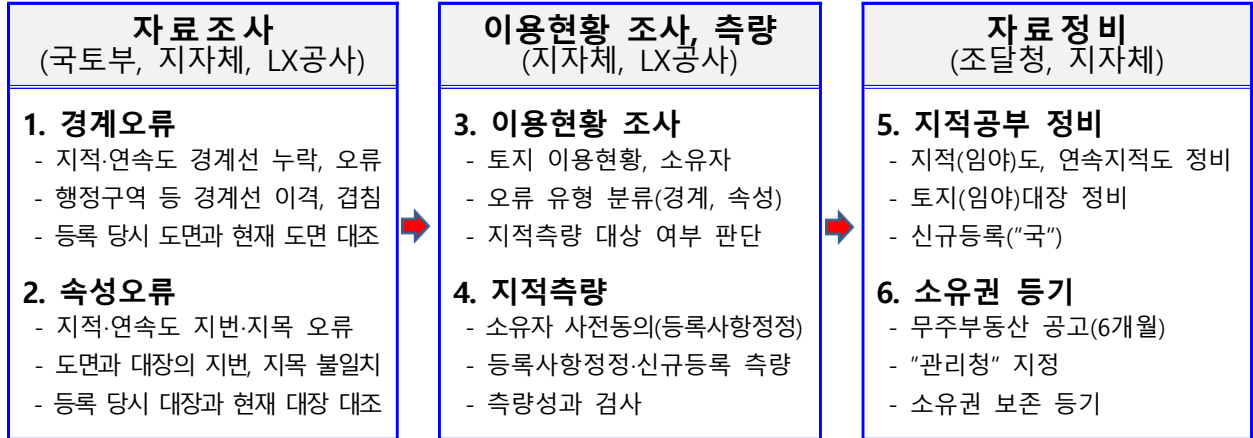 자료조사
(국토부, 지자체, LX공사)
1. 경계오류
- 지적·연속도 경계선 누락, 오류
- 행정구역 등 경계선 이격, 겹침
- 등록 당시 도면과 현재 도면 대조
2. 속성오류
- 지적·연속도 지번·지목 오류
- 도면과 대장의 지번, 지목 불일치
- 등록 당시 대장과 현재 대장 대조
이용현황 조사, 측량
(지자체, LX공사)
3. 이용현황 조사
- 토지 이용현황, 소유자
- 오류 유형 분류(경계, 속성)
- 지적측량 대상 여부 판단
4. 지적측량
- 소유자 사전동의(등록사항정정)
- 등록사항정정·신규등록 측량
- 측량성과 검사
자료정비
(조달청, 지자체)
5. 지적공부 정비
- 지적(임야)도, 연속지적도 정비
- 토지(임야)대장 정비
- 신규등록("국")
6. 소유권 등기
- 무주부동산 공고(6개월)
- "관리청" 지정
- 소유권 보존 등기